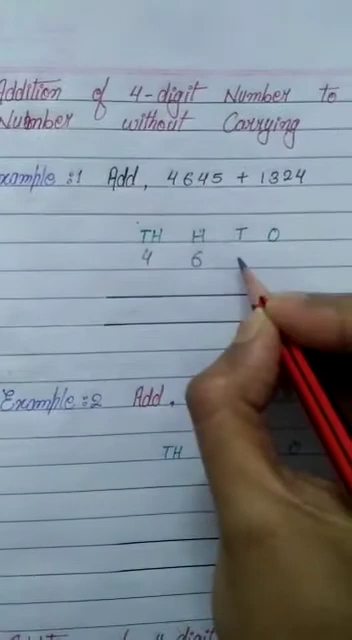 Addition of 4-digit Number to
Number without Carrying
Example :1 Add, 4645 + 1324
TH H T O
4 6
Example :2 Add.
TH O
digit